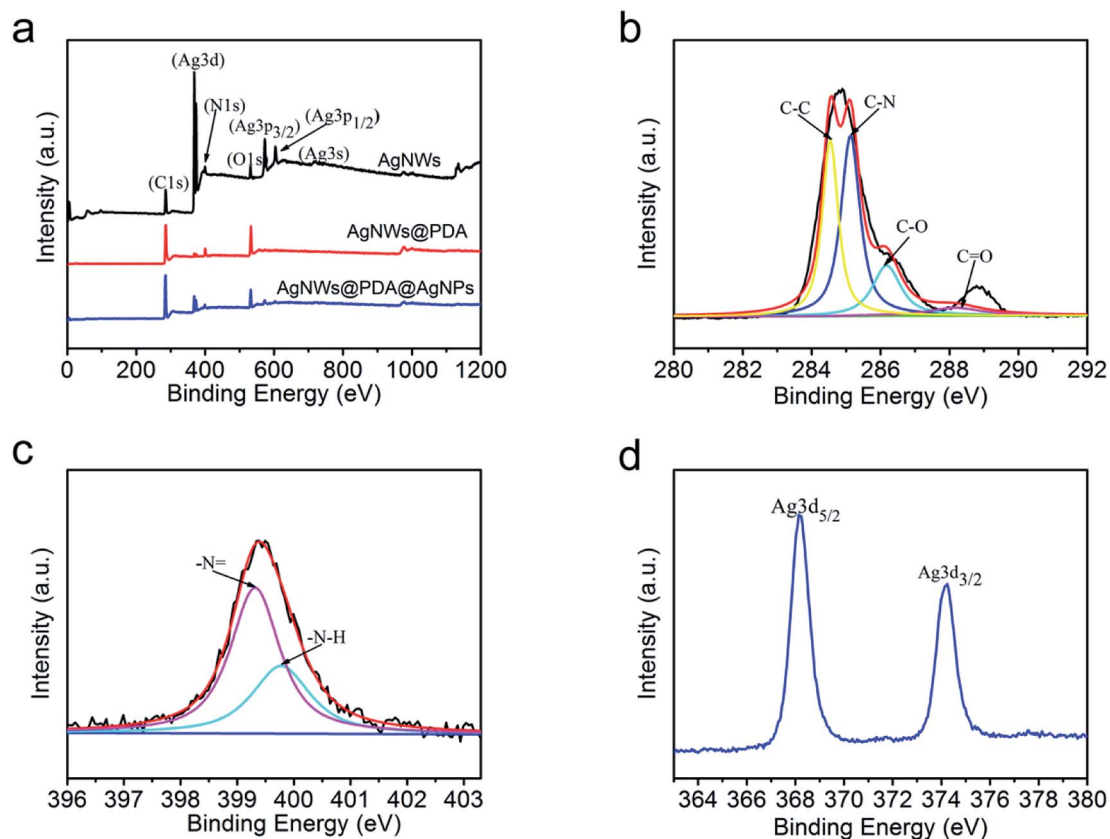 a
(Ag3d)
(N1s)
(Ag3p3/2)
(Ag3p1/2)
(O1s)
(Ag3s)
AgNWs
(C1s)
AgNWs@PDA
AgNWs@PDA@AgNPs
Intensity (a.u.)
0 200 400 600 800 1000 1200
Binding Energy (eV)
b
C-C
C-N
C-O
C=O
Intensity (a.u.)
280 282 284 286 288 290 292
Binding Energy (eV)
c
-N=
-N-H
Intensity (a.u.)
396 397 398 399 400 401 402 403
Binding Energy (eV)
d
Ag3d5/2
Ag3d3/2
Intensity (a.u.)
364 366 368 370 372 374 376 378 380
Binding Energy (eV)